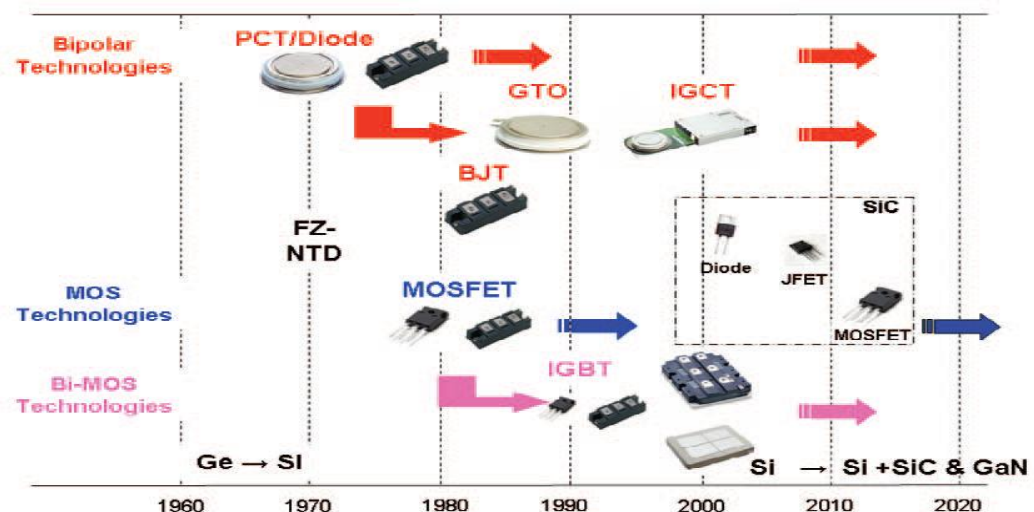 Bipolar
Technologies
PCT/Diode
GTO
IGCT
BJT
FZ-
NTD
SiC
Diode
JFET
MOSFET
MOS
Technologies
MOSFET
Bi-MOS
Technologies
IGBT
Ge → SI
Si → Si +SiC & GaN
1960
1970
1980
1990
2000
2010
2020